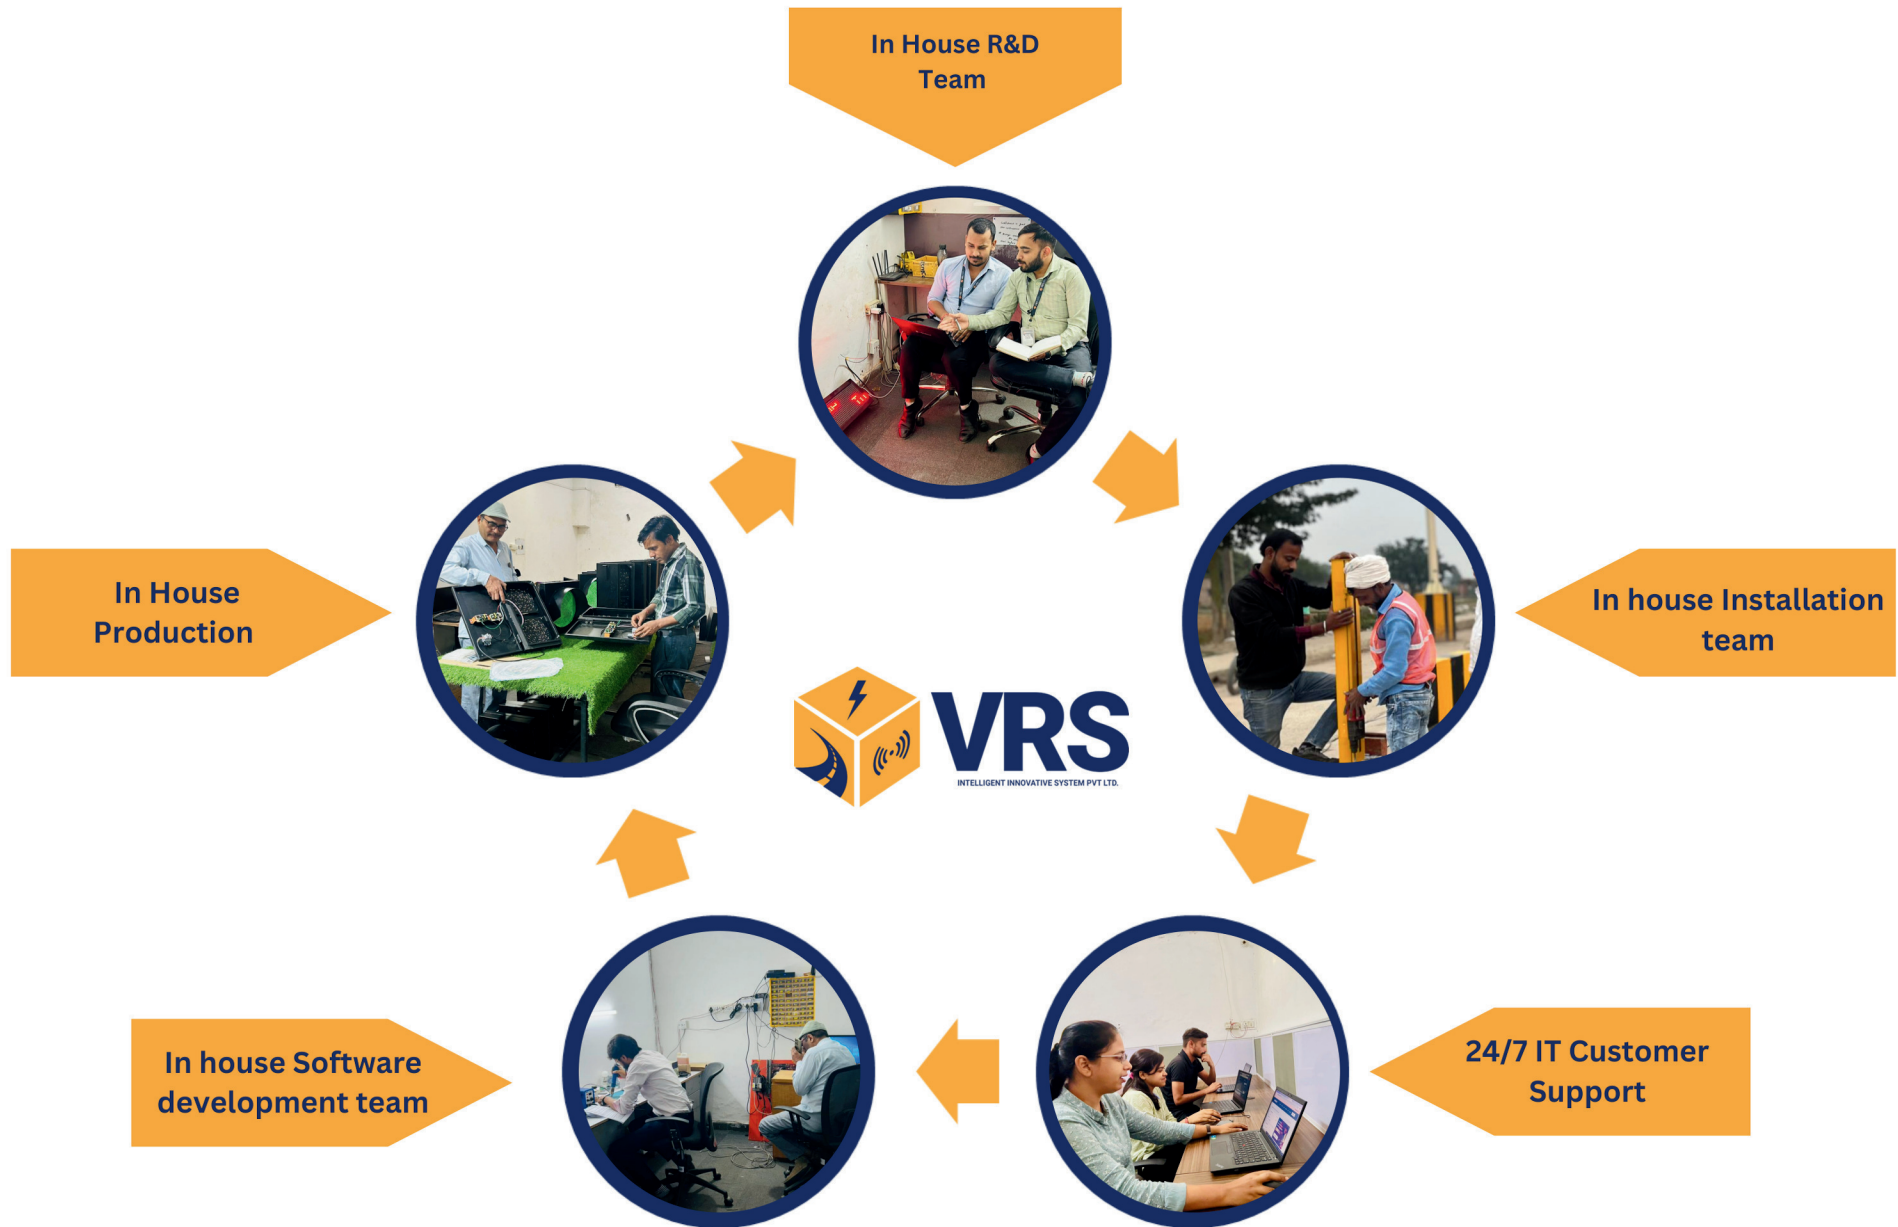 In House R&D
Team
In House
Production
In house Installation
team
VRS
INTELLIGENT INNOVATIVE SYSTEM PVT LTD.
In house Software
development team
24/7 IT Customer
Support